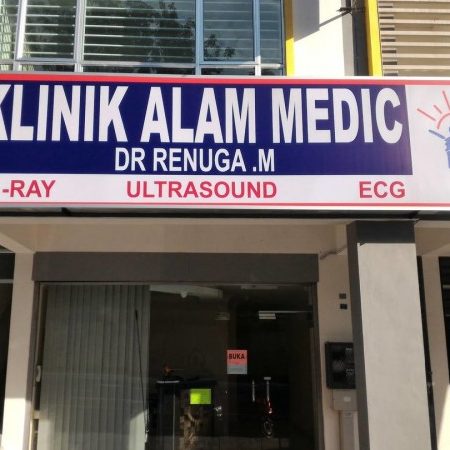 KLINIK ALAM MEDIC
DR RENUGA .M
-RAY ULTRASOUND ECG
BUKA